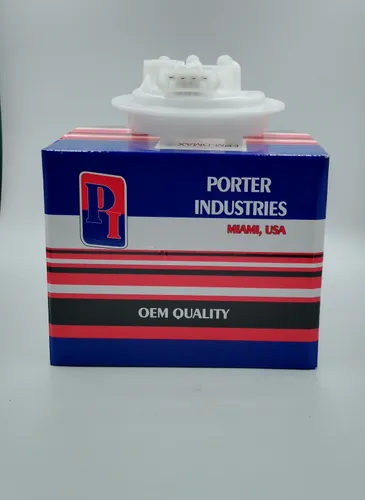 PI
PORTER
INDUSTRIES
MIAMI, USA
OEM QUALITY